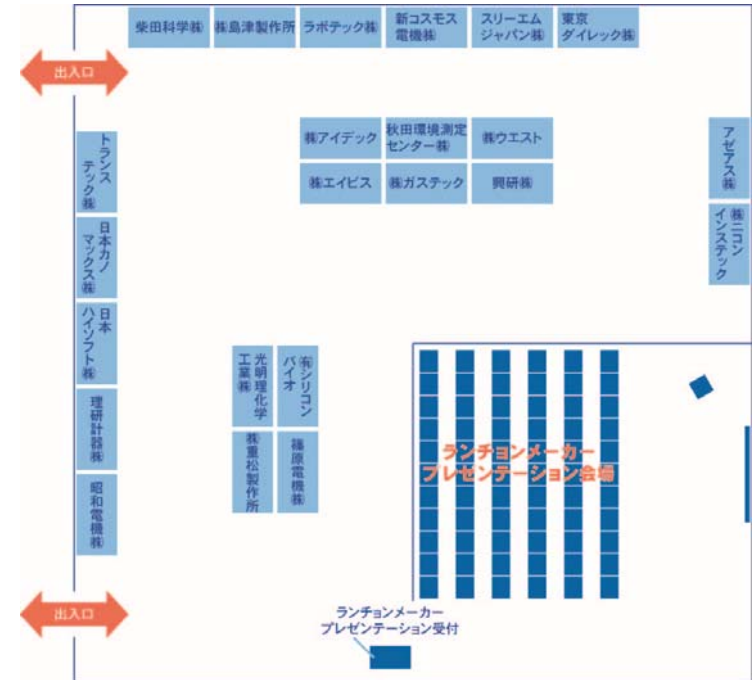 柴田科学㈱
㈱島津製作所
ラボテック㈱
新コスモス
電機㈱
スリーエム
ジャパン㈱
東京
ダイレック㈱
出入口
㈱アイデック
秋田環境測定
センター㈱
㈱ウエスト
㈱エイビス
㈱ガステック
興研㈱
アゼアス㈱
㈱ニコン
インステック
トランス
テック㈱
日本カノ
マックス㈱
日本
ハイソフト㈱
理研計器㈱
昭和電機㈱
光明理化学
工業㈱
㈲シリコン
バイオ
㈱重松製作所
篠原電機㈱
ランチョンメーカー
プレゼンテーション会場
出入口
ランチョンメーカー
プレゼンテーション受付